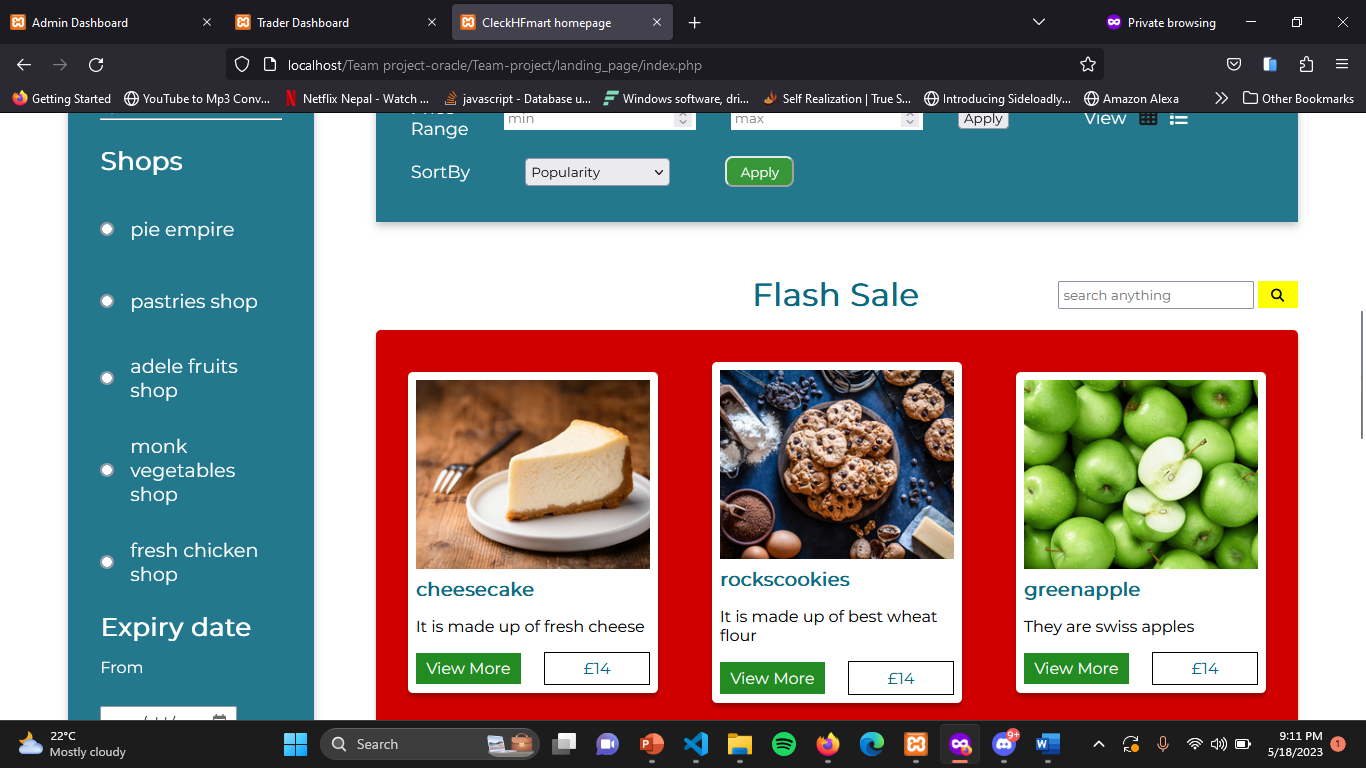 Admin Dashboard
Trader Dashboard
CleckHFmart homepage
Private browsing
localhost/Team project-oracle/Team-project/landing_page/index.php
Getting Started
YouTube to Mp3 Conv...
Netflix Nepal - Watch ...
javascript - Database u...
Windows software, dri...
Self Realization | True S...
Introducing Sideloadly...
Amazon Alexa
Other Bookmarks
Range
min
max
Apply
View
SortBy
Popularity
Apply
Shops
pie empire
pastries shop
adele fruits
shop
monk
vegetables
shop
fresh chicken
shop
Expiry date
From
Flash Sale
search anything
cheesecake
It is made up of fresh cheese
View More
£14
rockscookies
It is made up of best wheat
flour
View More
£14
greenapple
They are swiss apples
View More
£14
22°C
Mostly cloudy
Search
9+
9:11 PM
5/18/2023
1